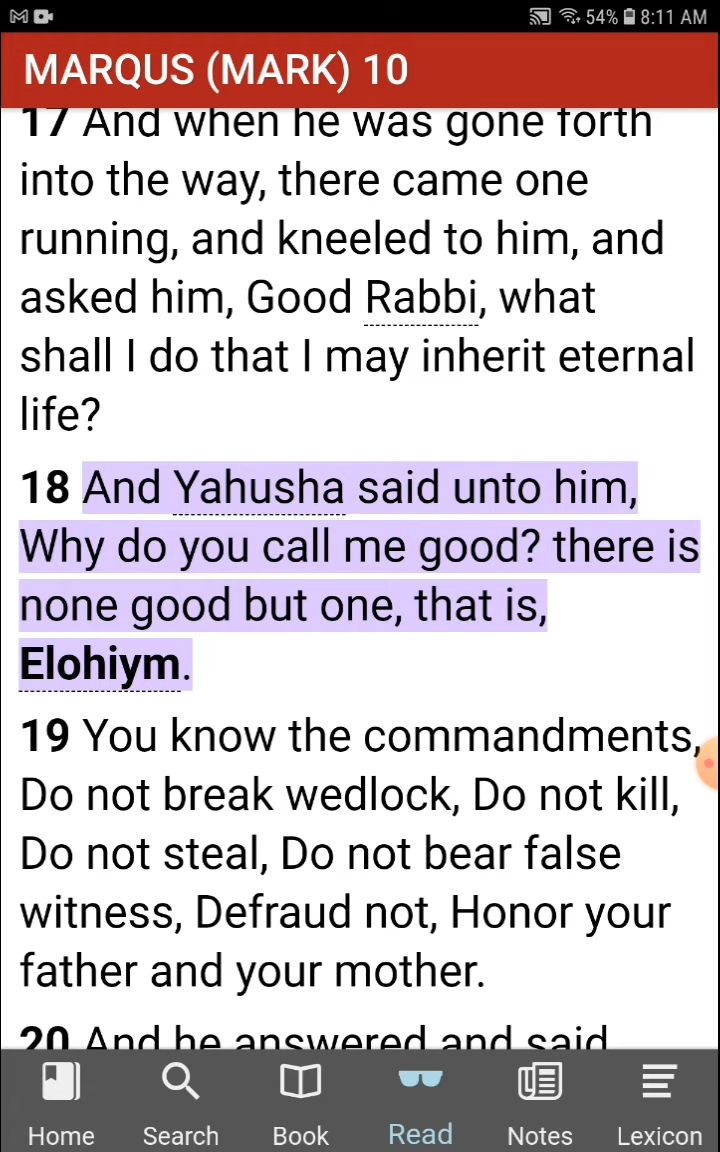 54% 8:11 AM
MARQUS (MARK) 10
17 And when he was gone forth
into the way, there came one
running, and kneeled to him, and
asked him, Good Rabbi, what
shall I do that I may inherit eternal
life?
18 And Yahusha said unto him,
Why do you call me good? there is
none good but one, that is,
Elohiym.
19 You know the commandments,
Do not break wedlock, Do not kill,
Do not steal, Do not bear false
witness, Defraud not, Honor your
father and your mother.
20 And he answered and said
Home Search Book Read Notes Lexicon